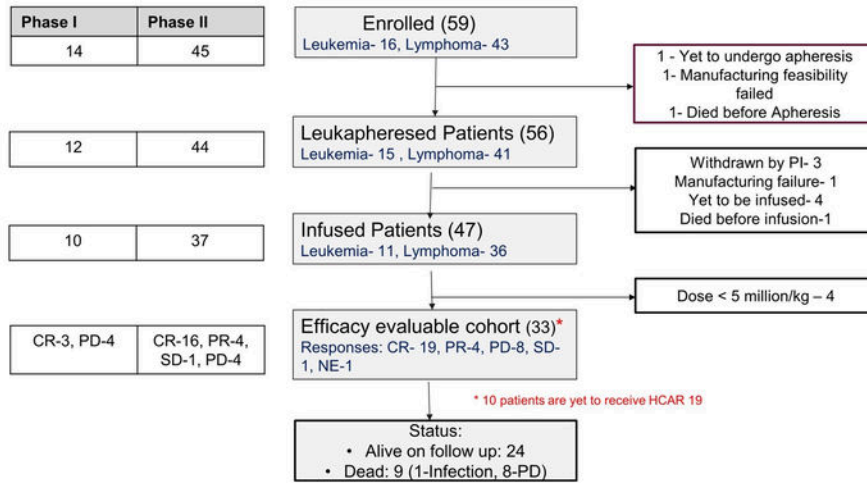 Phase I Phase II
14 45
Enrolled (59)
Leukemia- 16, Lymphoma- 43
1 - Yet to undergo apheresis
1- Manufacturing feasibility
failed
1- Died before Apheresis
12 44
Leukapheresed Patients (56)
Leukemia- 15 , Lymphoma- 41
Withdrawn by PI- 3
Manufacturing failure- 1
Yet to be infused- 4
Died before infusion-1
10 37
Infused Patients (47)
Leukemia- 11, Lymphoma- 36
Dose < 5 million/kg – 4
CR-3, PD-4
CR-16, PR-4,
SD-1, PD-4
Efficacy evaluable cohort (33)*
Responses: CR- 19, PR-4, PD-8, SD-
1, NE-1
* 10 patients are yet to receive HCAR 19
Status:
• Alive on follow up: 24
• Dead: 9 (1-Infection, 8-PD)